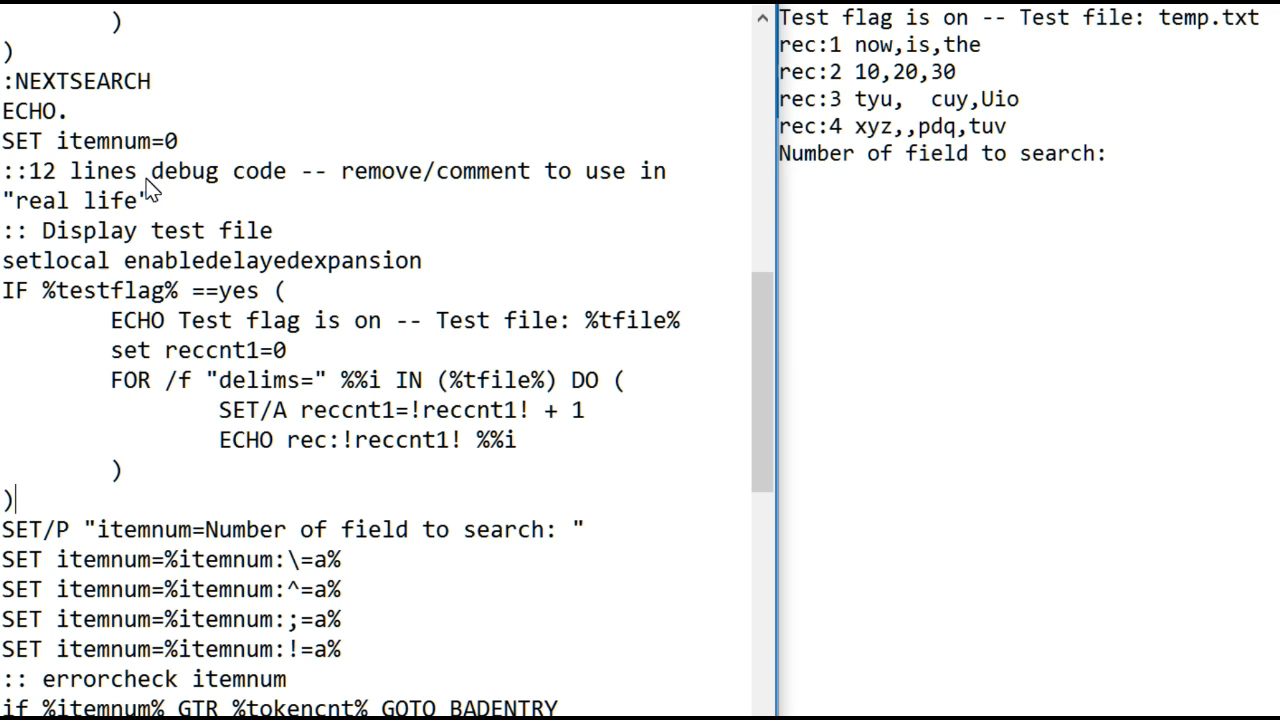 )
)
:NEXTSEARCH
ECHO.
SET itemnum=0
::12 lines debug code -- remove/comment to use in
"real life"
:: Display test file
setlocal enabledelayedexpansion
IF %testflag% ==yes (
ECHO Test flag is on -- Test file: %tfile%
set reccnt1=0
FOR /f "delims=" %%i IN (%tfile%) DO (
SET/A reccnt1=!reccnt1! + 1
ECHO rec:!reccnt1! %%i
)
)
SET/P "itemnum=Number of field to search: "
SET itemnum=%itemnum:\=a%
SET itemnum=%itemnum:^=a%
SET itemnum=%itemnum:;=a%
SET itemnum=%itemnum:!=a%
:: errorcheck itemnum
if %itemnum% GTR %tokencnt% GOTO BADENTRY
Test flag is on -- Test file: temp.txt
rec:1 now,is,the
rec:2 10,20,30
rec:3 tyu,  cuy,Uio
rec:4 xyz,,pdq,tuv
Number of field to search: